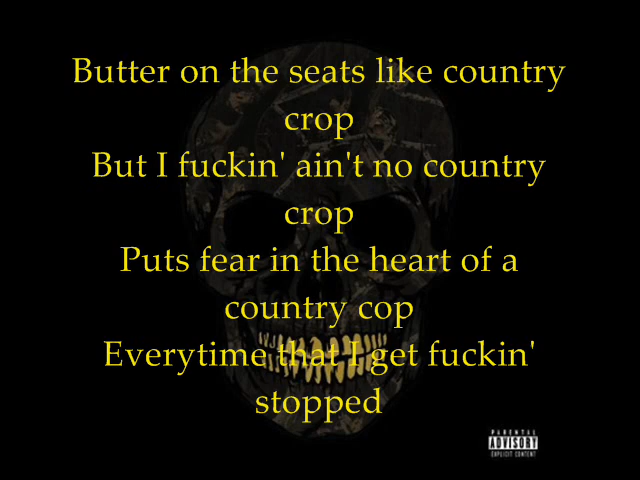 Butter on the seats like country
crop
But I fuckin' ain't no country
crop
Puts fear in the heart of a
country cop
Everytime that I get fuckin'
stopped
PARENTAL
ADVISORY
EXPLICIT CONTENT